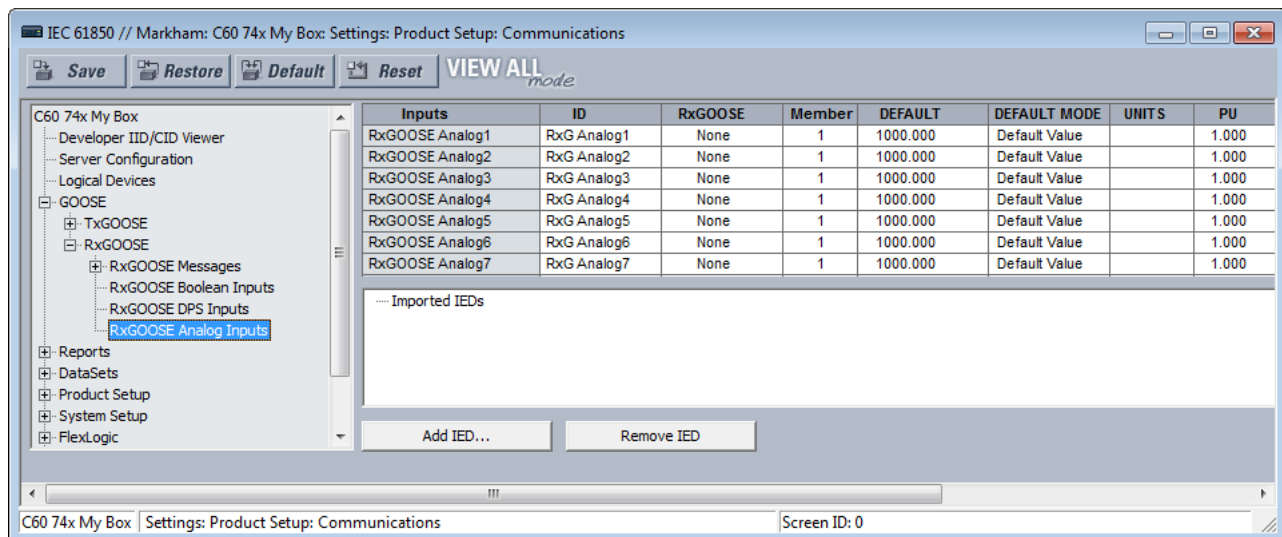 IEC 61850 // Markham: C60 74x My Box: Settings: Product Setup: Communications
Save Restore Default Reset VIEW ALL mode
C60 74x My Box
Developer IID/CID Viewer
Server Configuration
Logical Devices
GOOSE
TxGOOSE
RxGOOSE
RxGOOSE Messages
RxGOOSE Boolean Inputs
RxGOOSE DPS Inputs
RxGOOSE Analog Inputs
Reports
DataSets
Product Setup
System Setup
FlexLogic
Inputs ID RxGOOSE Member DEFAULT DEFAULT MODE UNITS PU
RxGOOSE Analog1 RxG Analog1 None 1 1000.000 Default Value 1.000
RxGOOSE Analog2 RxG Analog2 None 1 1000.000 Default Value 1.000
RxGOOSE Analog3 RxG Analog3 None 1 1000.000 Default Value 1.000
RxGOOSE Analog4 RxG Analog4 None 1 1000.000 Default Value 1.000
RxGOOSE Analog5 RxG Analog5 None 1 1000.000 Default Value 1.000
RxGOOSE Analog6 RxG Analog6 None 1 1000.000 Default Value 1.000
RxGOOSE Analog7 RxG Analog7 None 1 1000.000 Default Value 1.000
Imported IEDs
Add IED... Remove IED
C60 74x My Box Settings: Product Setup: Communications Screen ID: 0